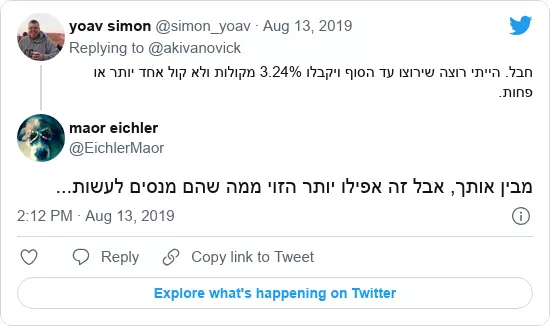 yoav simon @simon_yoav · Aug 13, 2019
Replying to @akivanovick
חבל. הייתי רוצה שירוצו עד הסוף ויקבלו 3.24% מקולות ולא קול אחד יותר או
פחות.
maor eichler
@EichlerMaor
מבין אותך, אבל זה אפילו יותר הזוי ממה שהם מנסים לעשות...
2:12 PM · Aug 13, 2019
Reply
Copy link to Tweet
Explore what's happening on Twitter